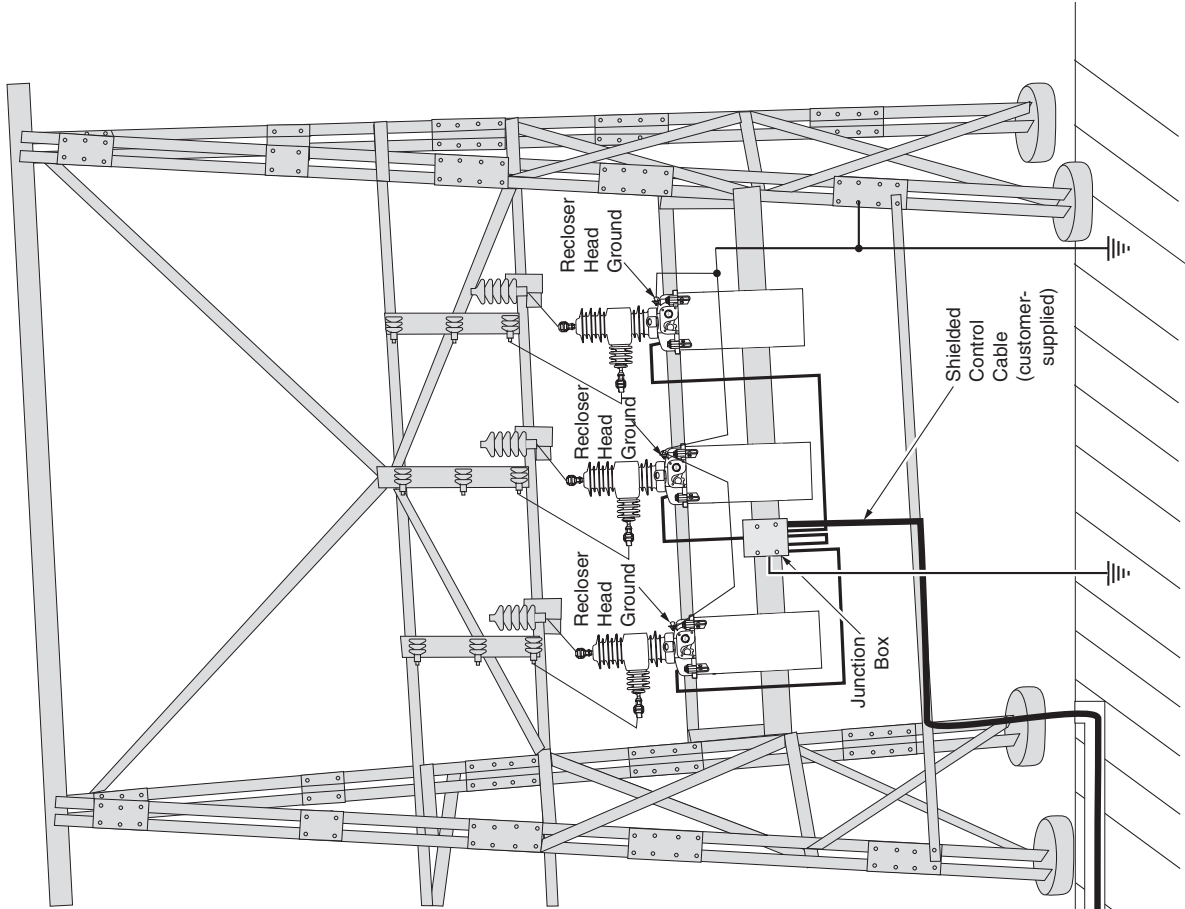 Recloser
Head
Ground
Recloser
Head
Ground
Recloser
Head
Ground
Junction
Box
Shielded
Control
Cable
(customer-
supplied)